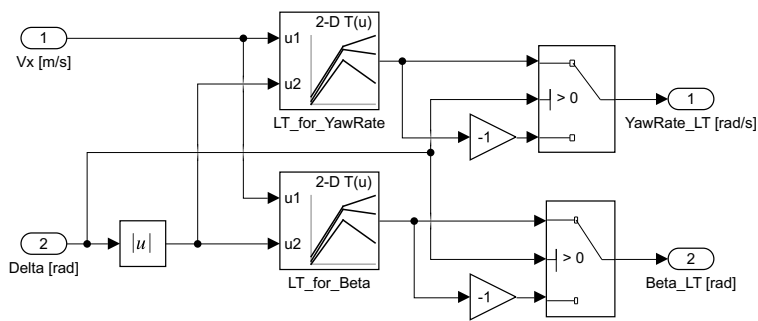 1
Vx [m/s]
2-D T(u)
u1
u2
LT_for_YawRate
> 0
-1
1
YawRate_LT [rad/s]
2
Delta [rad]
|u|
2-D T(u)
u1
u2
LT_for_Beta
> 0
-1
2
Beta_LT [rad]